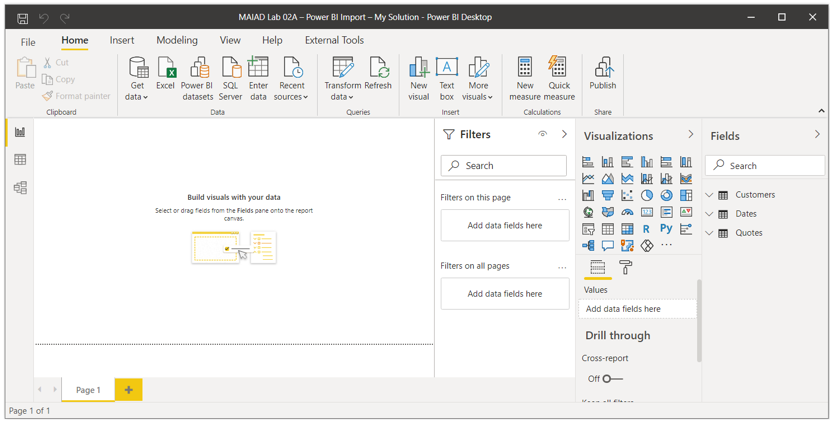 MAIAD Lab 02A – Power BI Import – My Solution - Power BI Desktop
File Home Insert Modeling View Help External Tools
Paste
Cut
Copy
Format painter
Get data
Excel
Power BI datasets
SQL Server
Enter data
Recent sources
Transform data
Refresh
New visual
Text box
More visuals
New measure
Quick measure
Publish
Clipboard Data Queries Insert Calculations Share
Build visuals with your data
Select or drag fields from the Fields pane onto the report
canvas.
Filters
Search
Filters on this page ...
Add data fields here
Filters on all pages ...
Add data fields here
Visualizations
R Py
...
Values
Add data fields here
Drill through
Cross-report
Off
Keep all filters
Fields
Search
Customers
Dates
Quotes
Page 1
Page 1 of 1